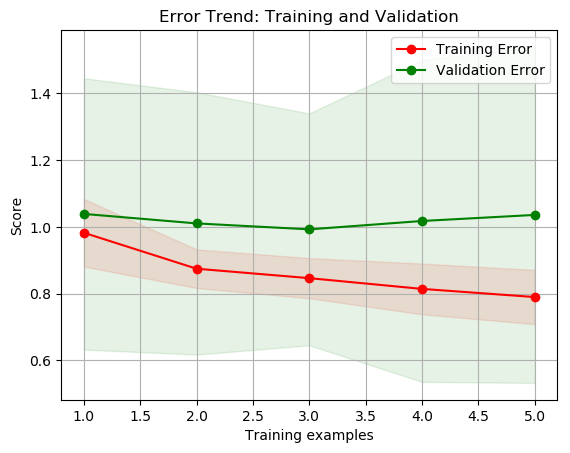 Error Trend: Training and Validation
Training Error
Validation Error
Score
1.4
1.2
1.0
0.8
0.6
1.0 1.5 2.0 2.5 3.0 3.5 4.0 4.5 5.0
Training examples